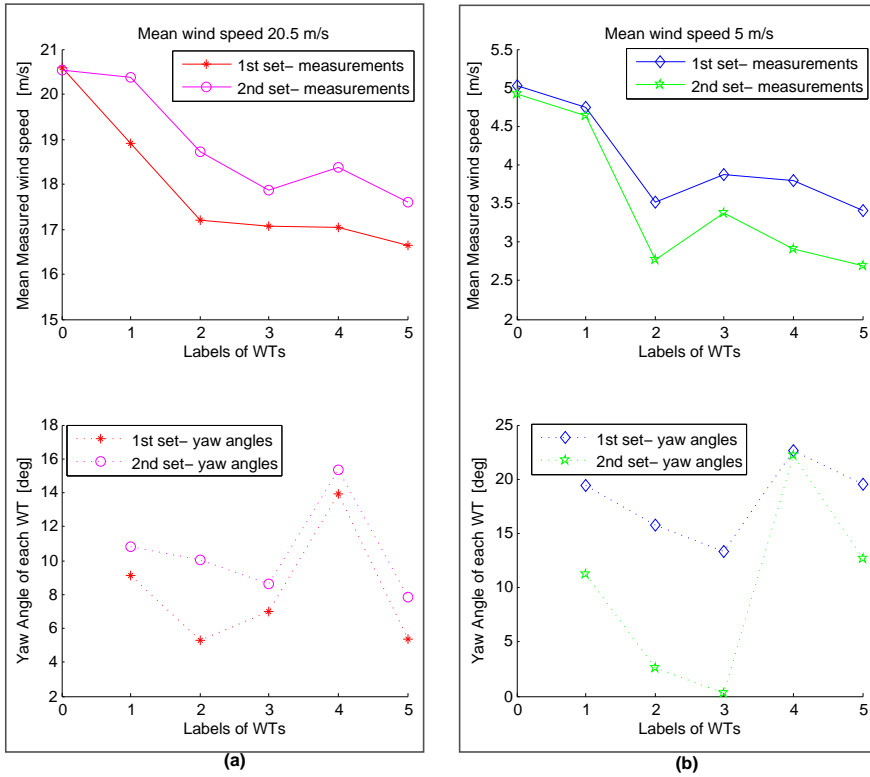 Mean wind speed 20.5 m/s
21
20
19
18
17
16
15
Mean Measured wind speed [m/s]
1st set– measurements
2nd set– measurements
0 1 2 3 4 5
Labels of WTs
18
16
14
12
10
8
6
4
2
Yaw Angle of each WT [deg]
1st set– yaw angles
2nd set– yaw angles
0 1 2 3 4 5
Labels of WTs
(a)
Mean wind speed 5 m/s
5.5
5
4.5
4
3.5
3
2.5
2
Mean Measured wind speed [m/s]
1st set– measurements
2nd set– measurements
0 1 2 3 4 5
Labels of WTs
25
20
15
10
5
0
Yaw Angle of each WT [deg]
1st set– yaw angles
2nd set– yaw angles
0 1 2 3 4 5
Labels of WTs
(b)